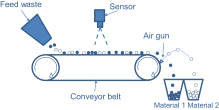 Feed waste
Sensor
Air gun
Conveyor belt
Material 1 Material 2